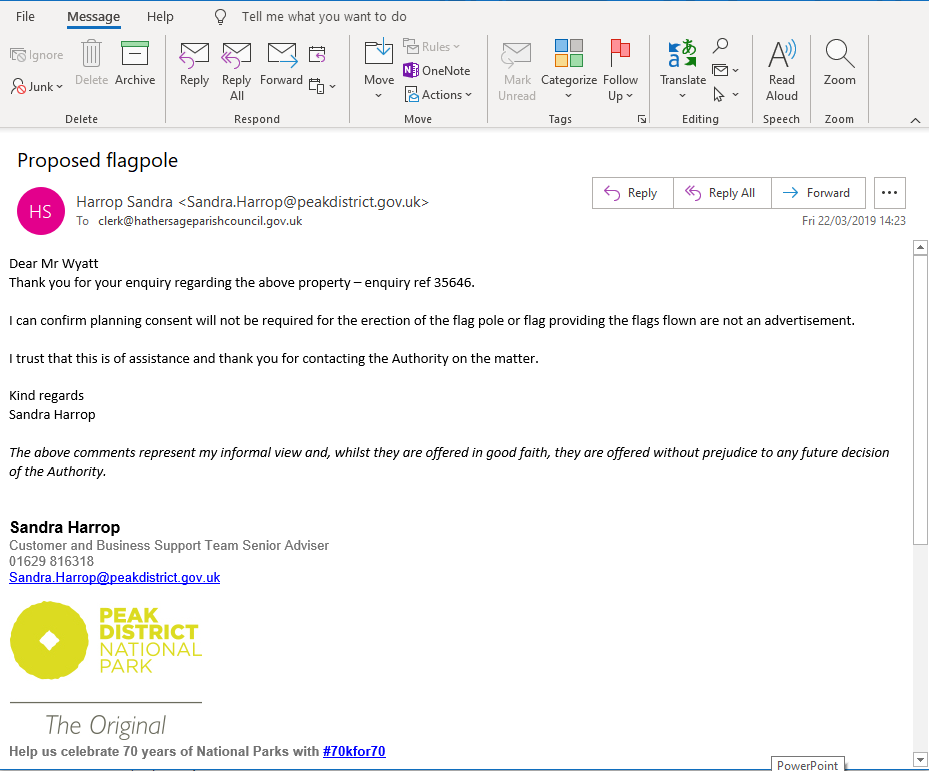 File Message Help Tell me what you want to do
Ignore
Junk
Delete
Archive
Reply
Reply All
Forward
Move
Rules
OneNote
Actions
Mark Unread
Categorize
Follow Up
Translate
Read Aloud
Zoom
Delete Respond Move Tags Editing Speech Zoom
Proposed flagpole
HS
Harrop Sandra <Sandra.Harrop@peakdistrict.gov.uk>
To clerk@hathersageparishcouncil.gov.uk
Reply Reply All Forward
Fri 22/03/2019 14:23
Dear Mr Wyatt
Thank you for your enquiry regarding the above property – enquiry ref 35646.
I can confirm planning consent will not be required for the erection of the flag pole or flag providing the flags flown are not an advertisement.
I trust that this is of assistance and thank you for contacting the Authority on the matter.
Kind regards
Sandra Harrop
The above comments represent my informal view and, whilst they are offered in good faith, they are offered without prejudice to any future decision
of the Authority.
Sandra Harrop
Customer and Business Support Team Senior Adviser
01629 816318
Sandra.Harrop@peakdistrict.gov.uk
PEAK
DISTRICT
NATIONAL
PARK
The Original
Help us celebrate 70 years of National Parks with #70kfor70
PowerPoint